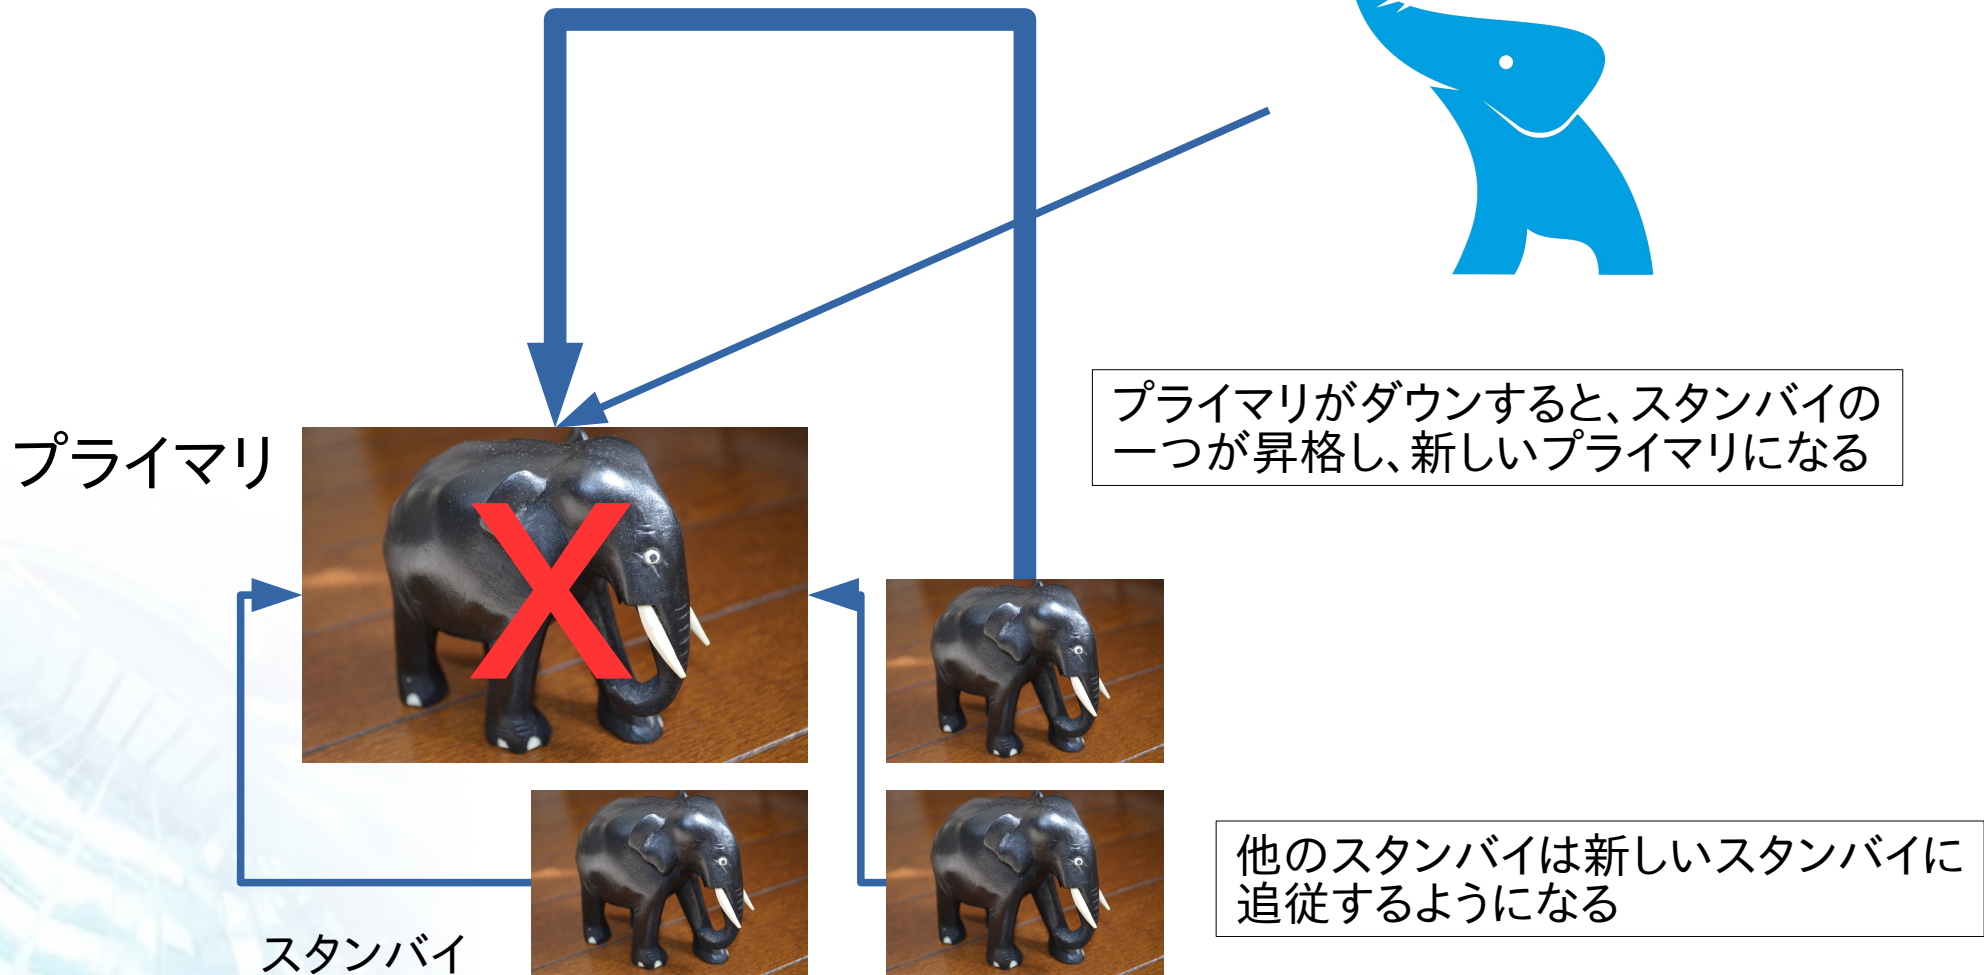 プライマリがダウンすると、スタンバイの
一つが昇格し、新しいプライマリになる
プライマリ
X
他のスタンバイは新しいスタンバイに
追従するようになる
スタンバイ